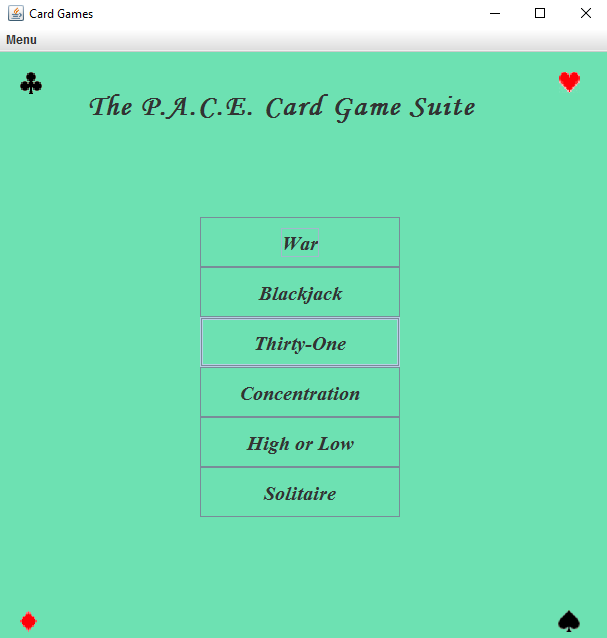 Card Games
Menu
The P.A.C.E. Card Game Suite
War
Blackjack
Thirty-One
Concentration
High or Low
Solitaire